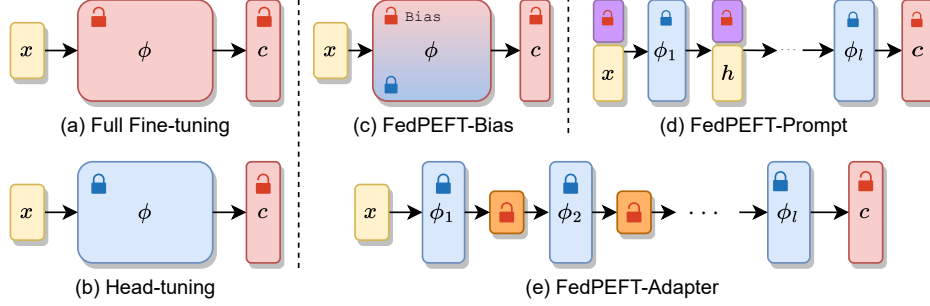 x ϕ c
(a) Full Fine-tuning
x Bias ϕ c
(c) FedPEFT-Bias
x ϕ₁ h ... ϕₗ c
(d) FedPEFT-Prompt
x ϕ c
(b) Head-tuning
x ϕ₁ ϕ₂ . . . ϕₗ c
(e) FedPEFT-Adapter